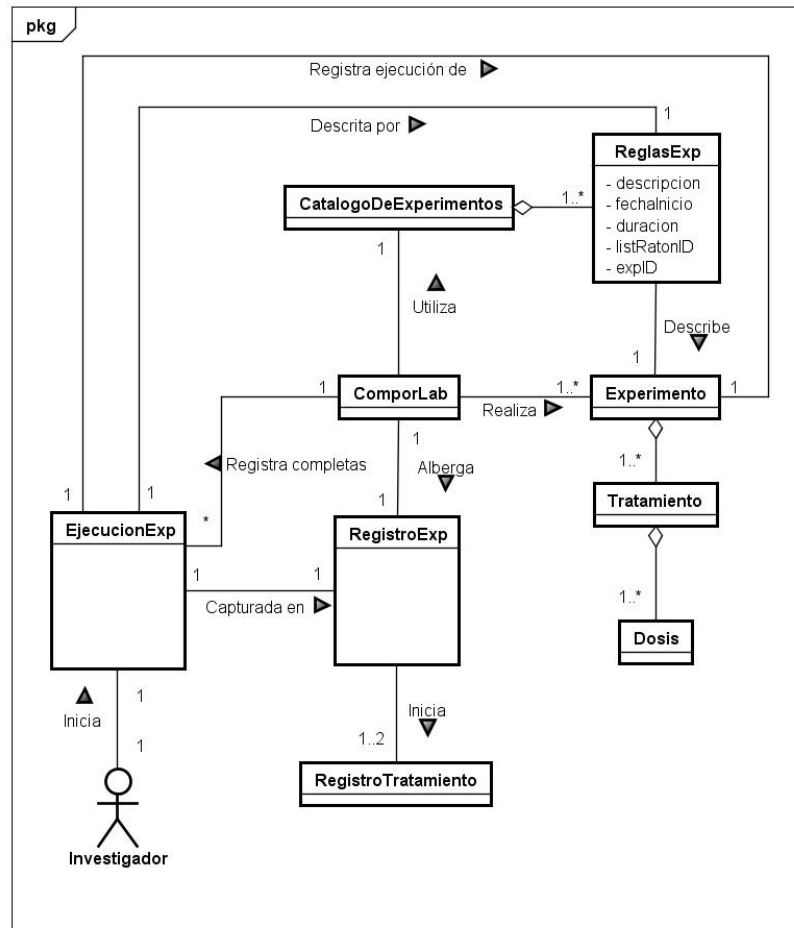 pkg
Registra ejecución de
Descrita por
1
ReglasExp
- descripcion
- fechaInicio
- duracion
- listRatonID
- expID
CatalogoDeExperimentos
1..*
1
Utiliza
Describe
1
1
ComporLab
1..*
Realiza
Experimento
1
1
Registra completas
Alberga
1..*
Tratamiento
1
1
*
1
EjecucionExp
RegistroExp
1
1
Capturada en
1..*
Dosis
1
Inicia
1
Inicia
1..2
RegistroTratamiento
Investigador